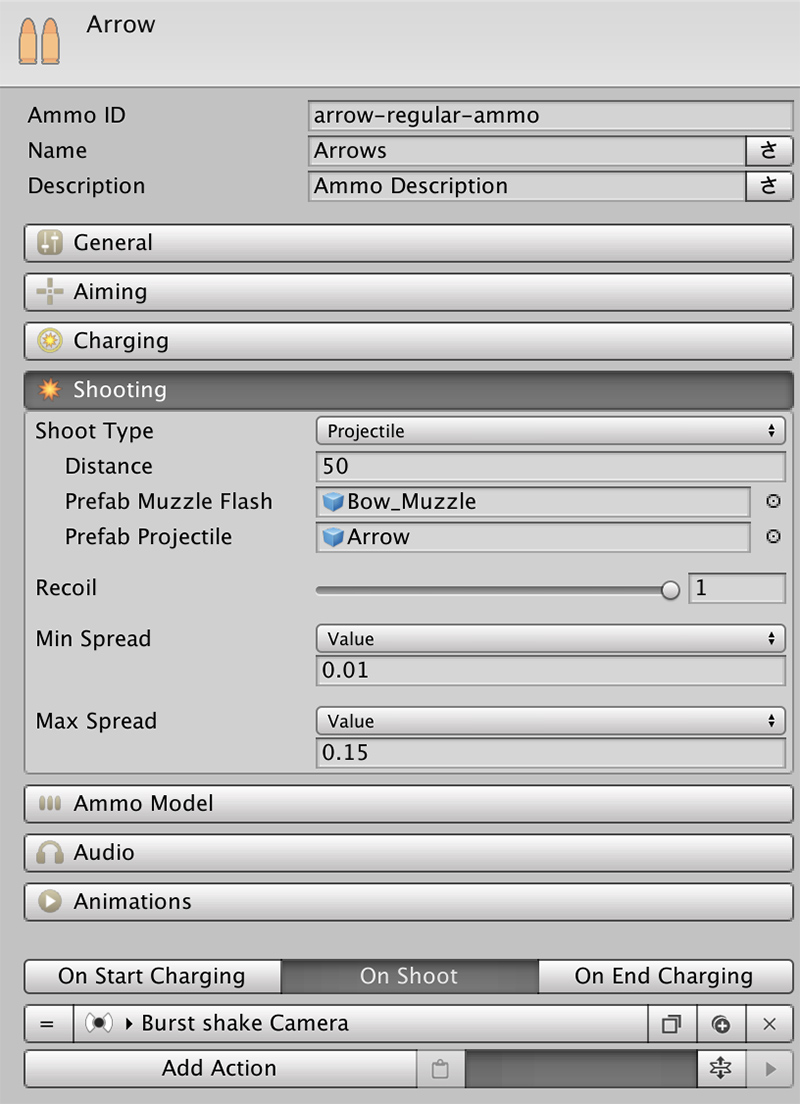 Arrow
Ammo ID arrow-regular-ammo
Name Arrows さ
Description Ammo Description さ
General
Aiming
Charging
Shooting
Shoot Type Projectile
Distance 50
Prefab Muzzle Flash Bow_Muzzle
Prefab Projectile Arrow
Recoil 1
Min Spread Value
0.01
Max Spread Value
0.15
Ammo Model
Audio
Animations
On Start Charging On Shoot On End Charging
= Burst shake Camera
Add Action